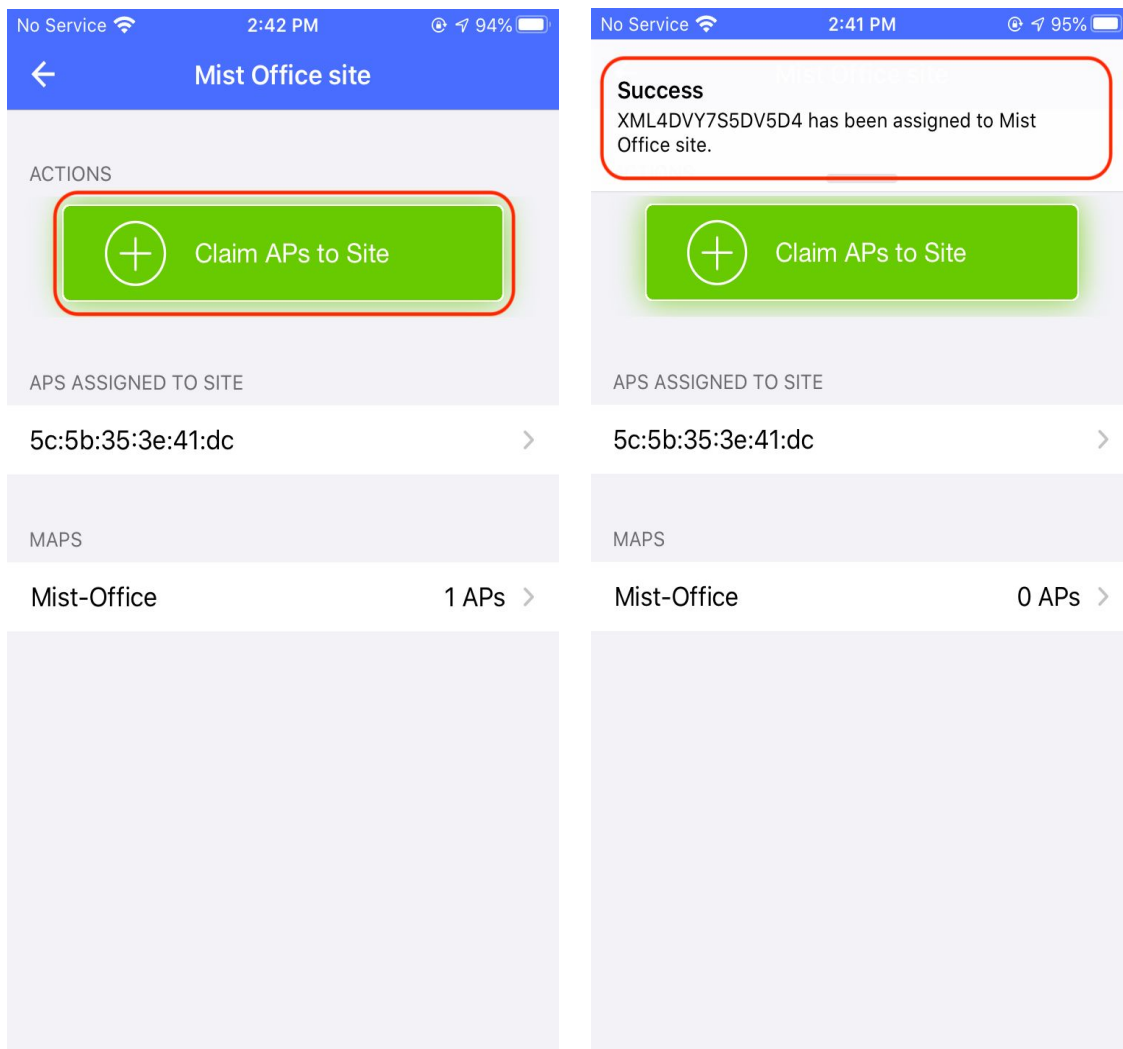 No Service 2:42 PM 94%
Mist Office site
ACTIONS
Claim APs to Site
APS ASSIGNED TO SITE
5c:5b:35:3e:41:dc
MAPS
Mist-Office 1 APs
No Service 2:41 PM 95%
Mist Office site
Success
XML4DVY7S5DV5D4 has been assigned to Mist
Office site.
Claim APs to Site
APS ASSIGNED TO SITE
5c:5b:35:3e:41:dc
MAPS
Mist-Office 0 APs